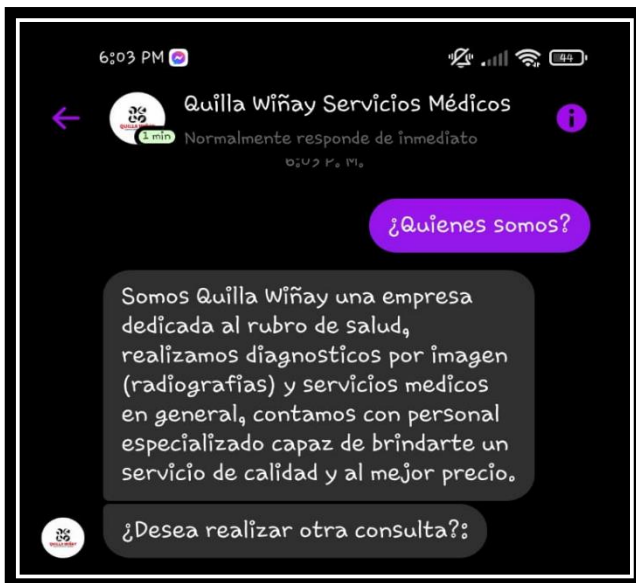 6:03 PM
44
Quilla Wiñay Servicios Médicos
1 min
Normalmente responde de inmediato
6:03 P. M.
¿Quienes somos?
Somos Quilla Wiñay una empresa
dedicada al rubro de salud,
realizamos diagnosticos por imagen
(radiografias) y servicios medicos
en general, contamos con personal
especializado capaz de brindarte un
servicio de calidad y al mejor precio.
¿Desea realizar otra consulta?: